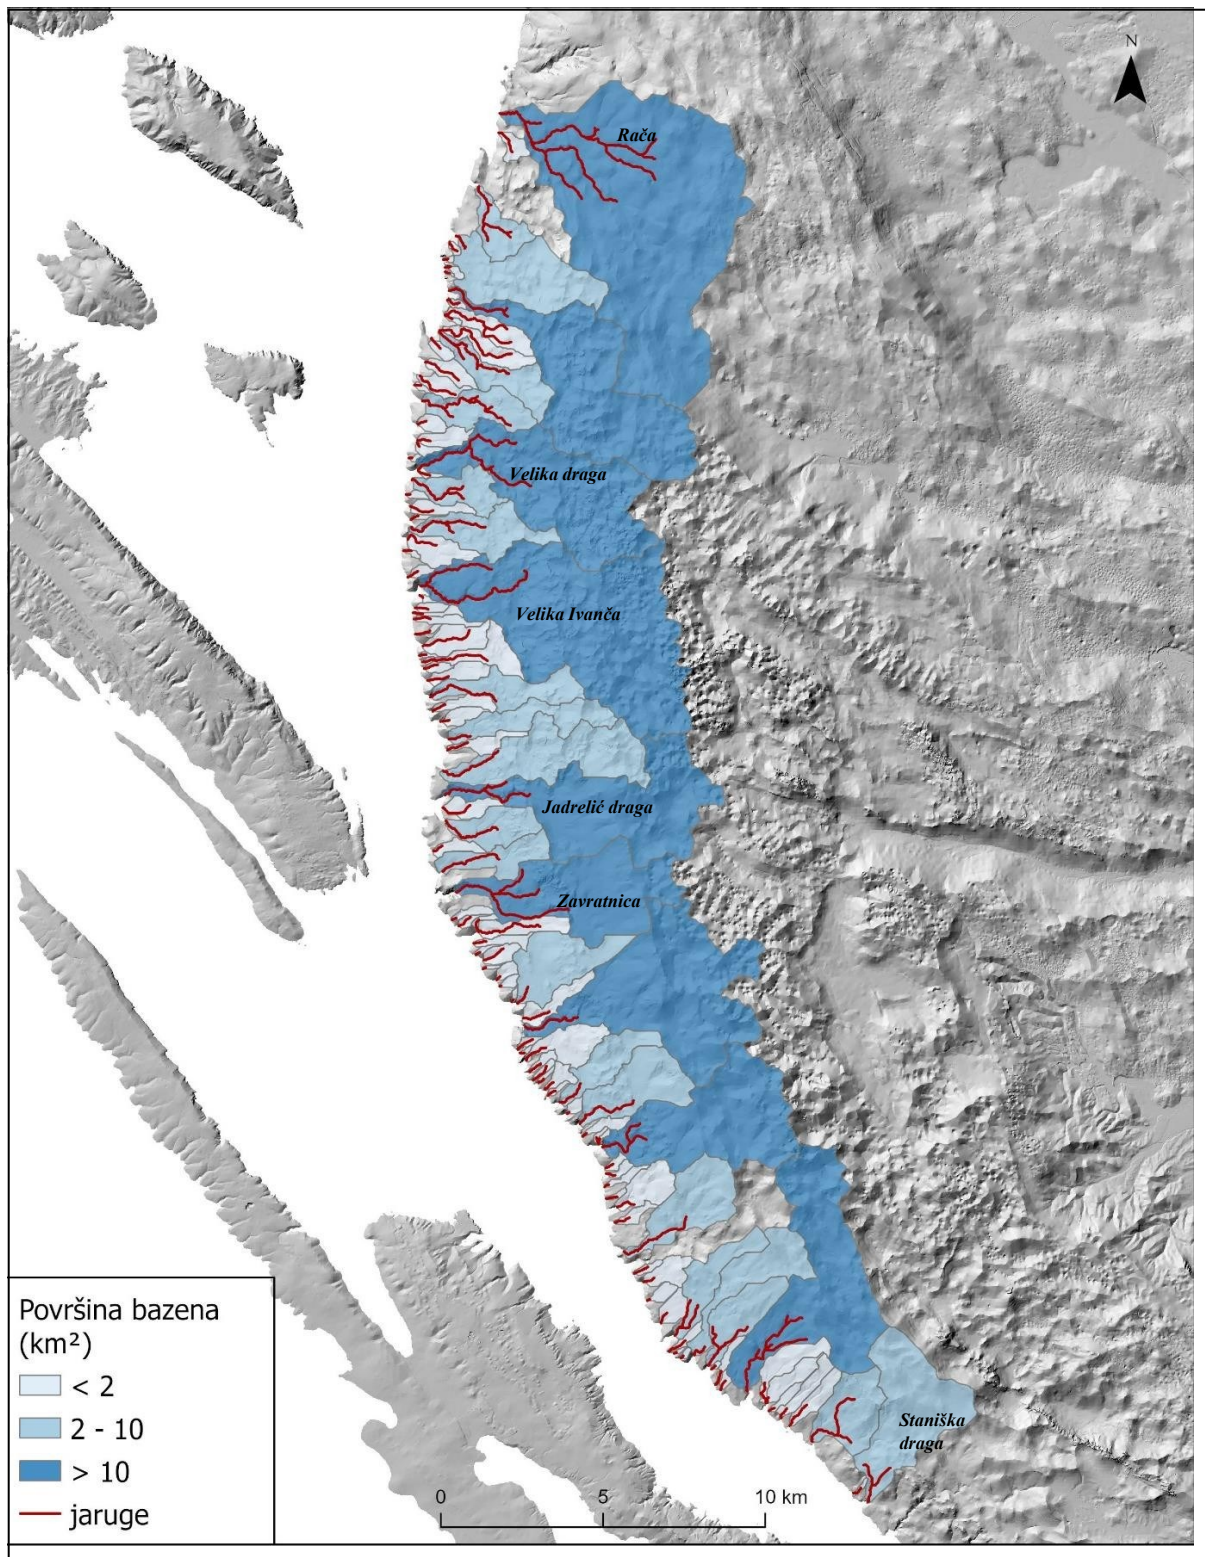 N
Rača
Velika draga
Velika Ivanča
Jadrelić draga
Zavratnica
Staniška
draga
Površina bazena
(km²)
< 2
2 - 10
> 10
jaruge
0 5 10 km